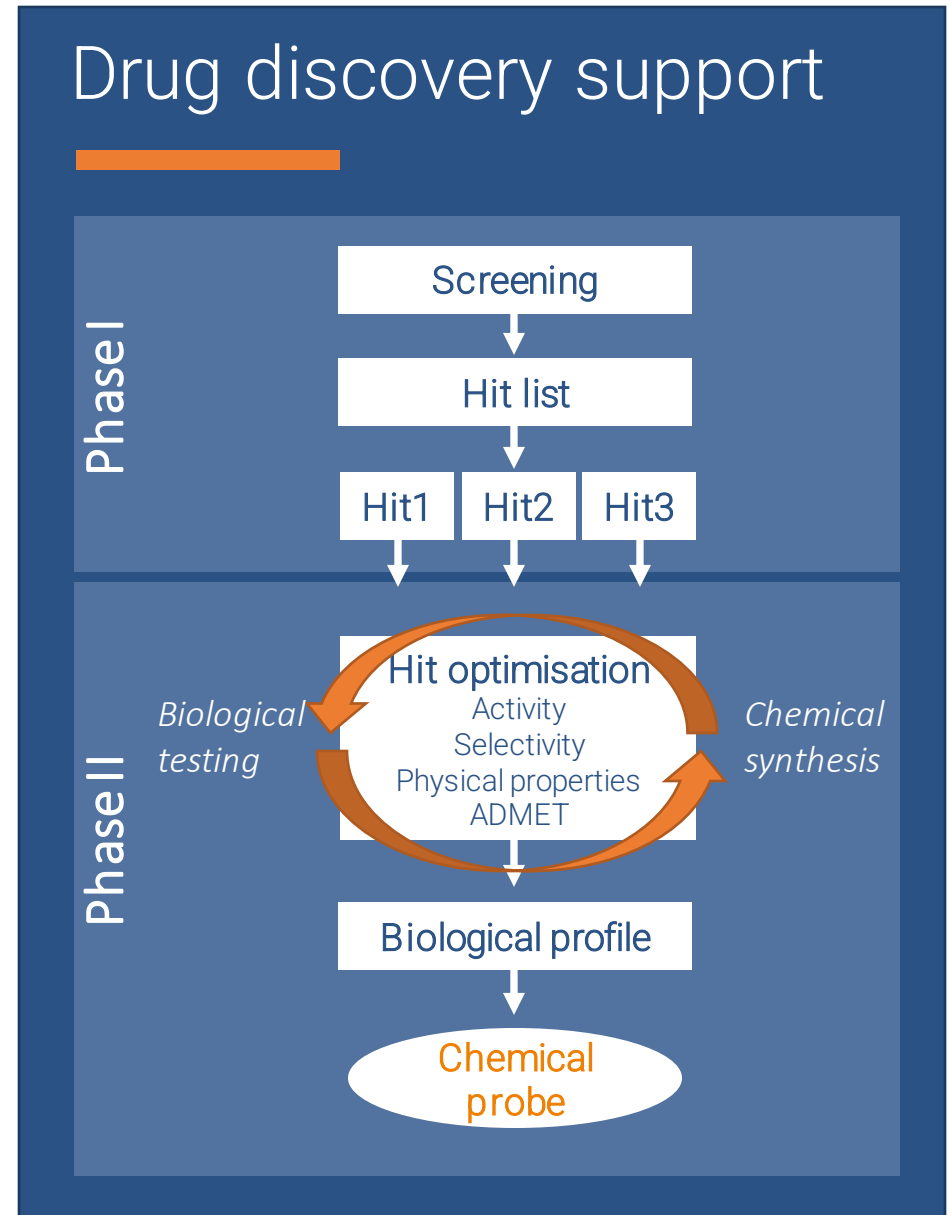 Drug discovery support
Phase I
Screening
Hit list
Hit1 Hit2 Hit3
Phase II
Hit optimisation
Activity
Selectivity
Physical properties
ADMET
Biological
testing
Chemical
synthesis
Biological profile
Chemical
probe